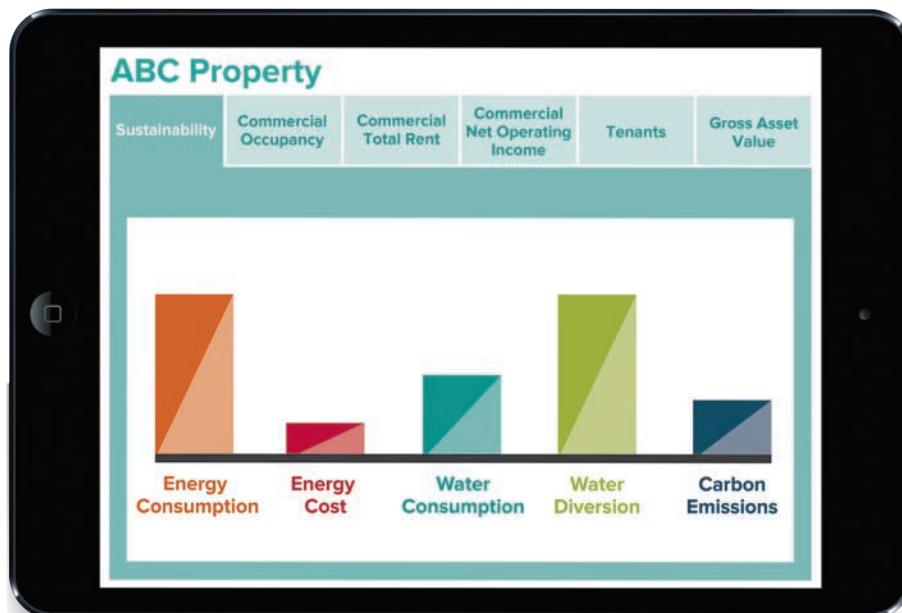 ABC Property
Sustainability
Commercial
Occupancy
Commercial
Total Rent
Commercial
Net Operating
Income
Tenants
Gross Asset
Value
Energy
Consumption
Energy
Cost
Water
Consumption
Water
Diversion
Carbon
Emissions